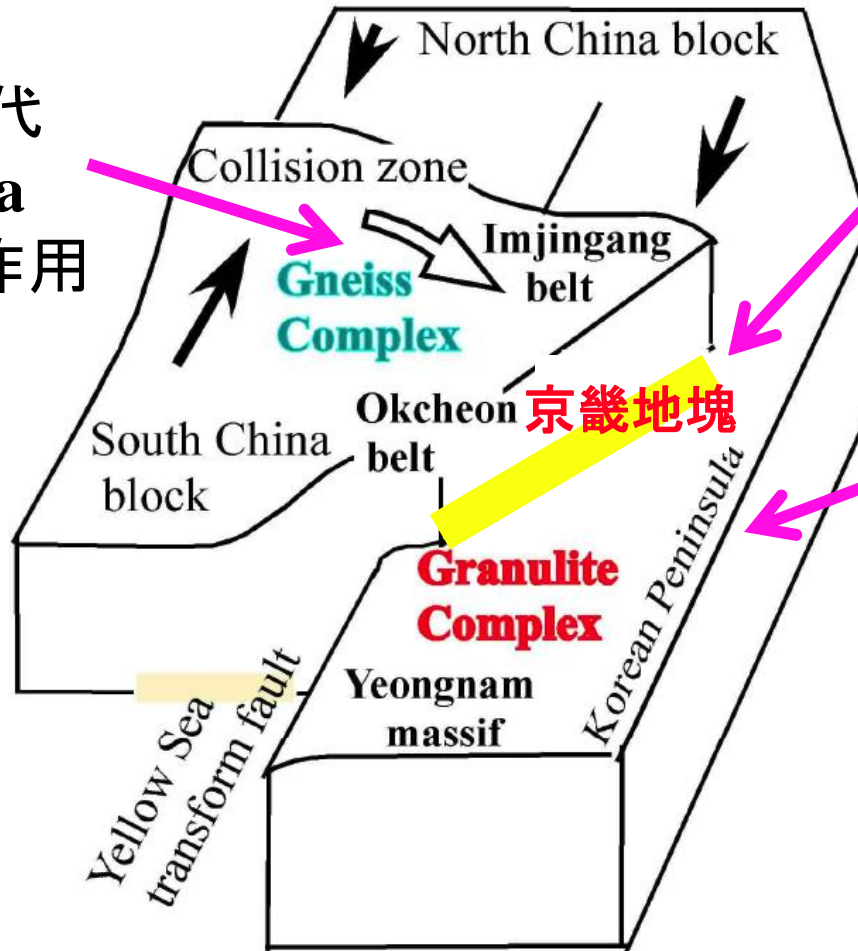 North China block
代
a
作用
Collision zone
Imjingang
belt
Gneiss
Complex
Okcheon
belt
京畿地塊
South China
block
Granulite
Complex
Korean Peninsula
Yeongnam
massif
Yellow Sea
transform fault